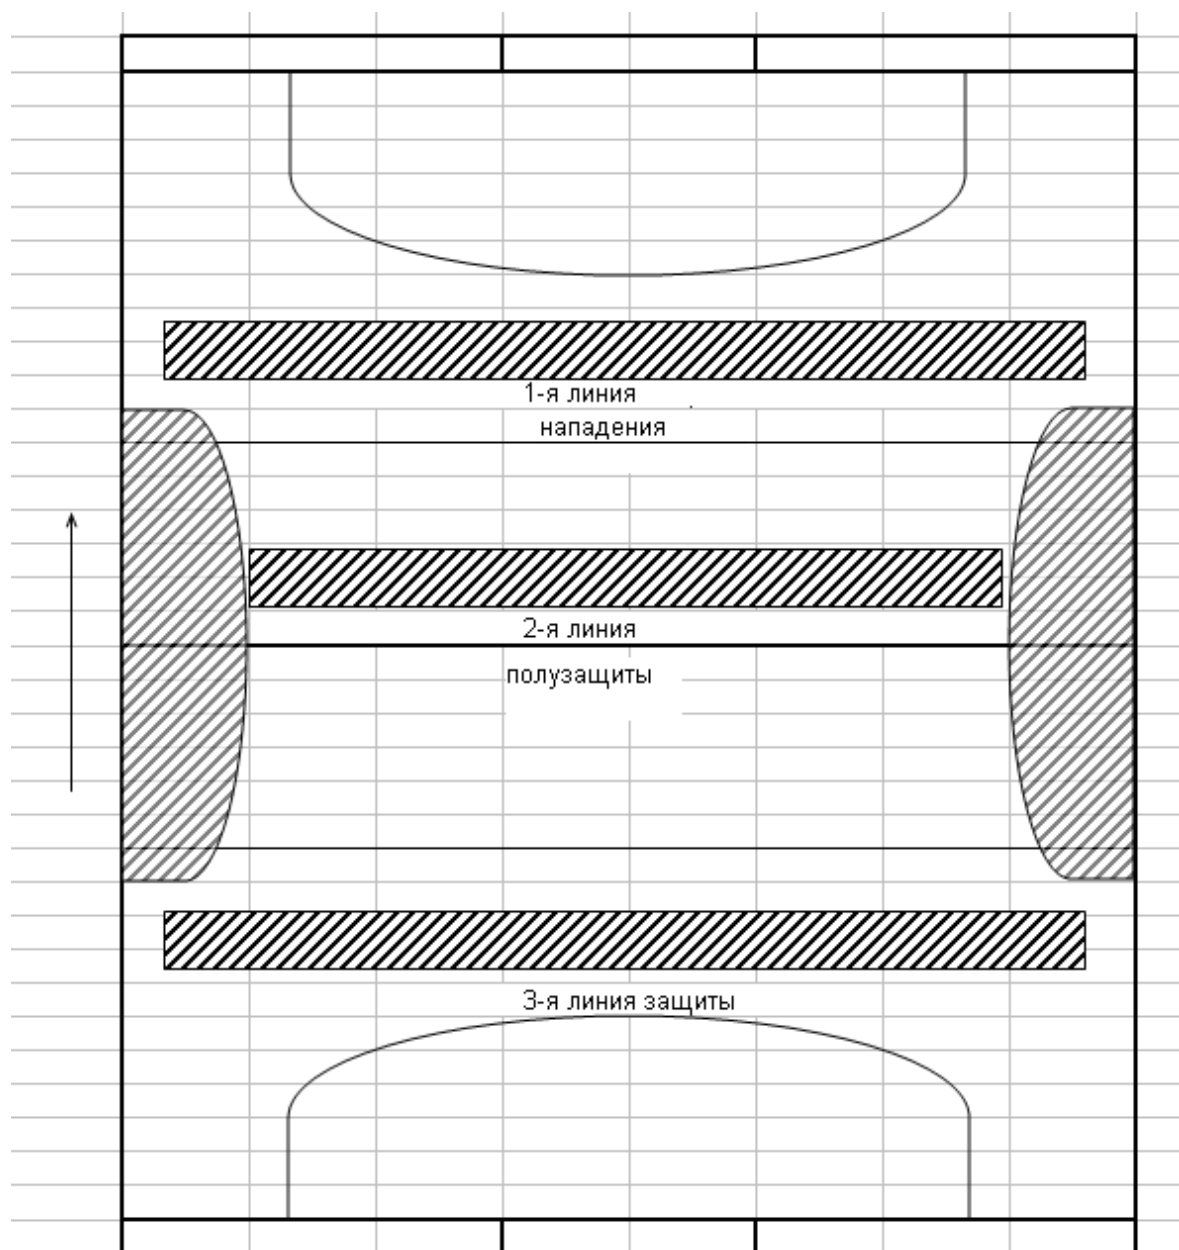 1-я линия
нападения
2-я линия
полузащиты
3-я линия защиты